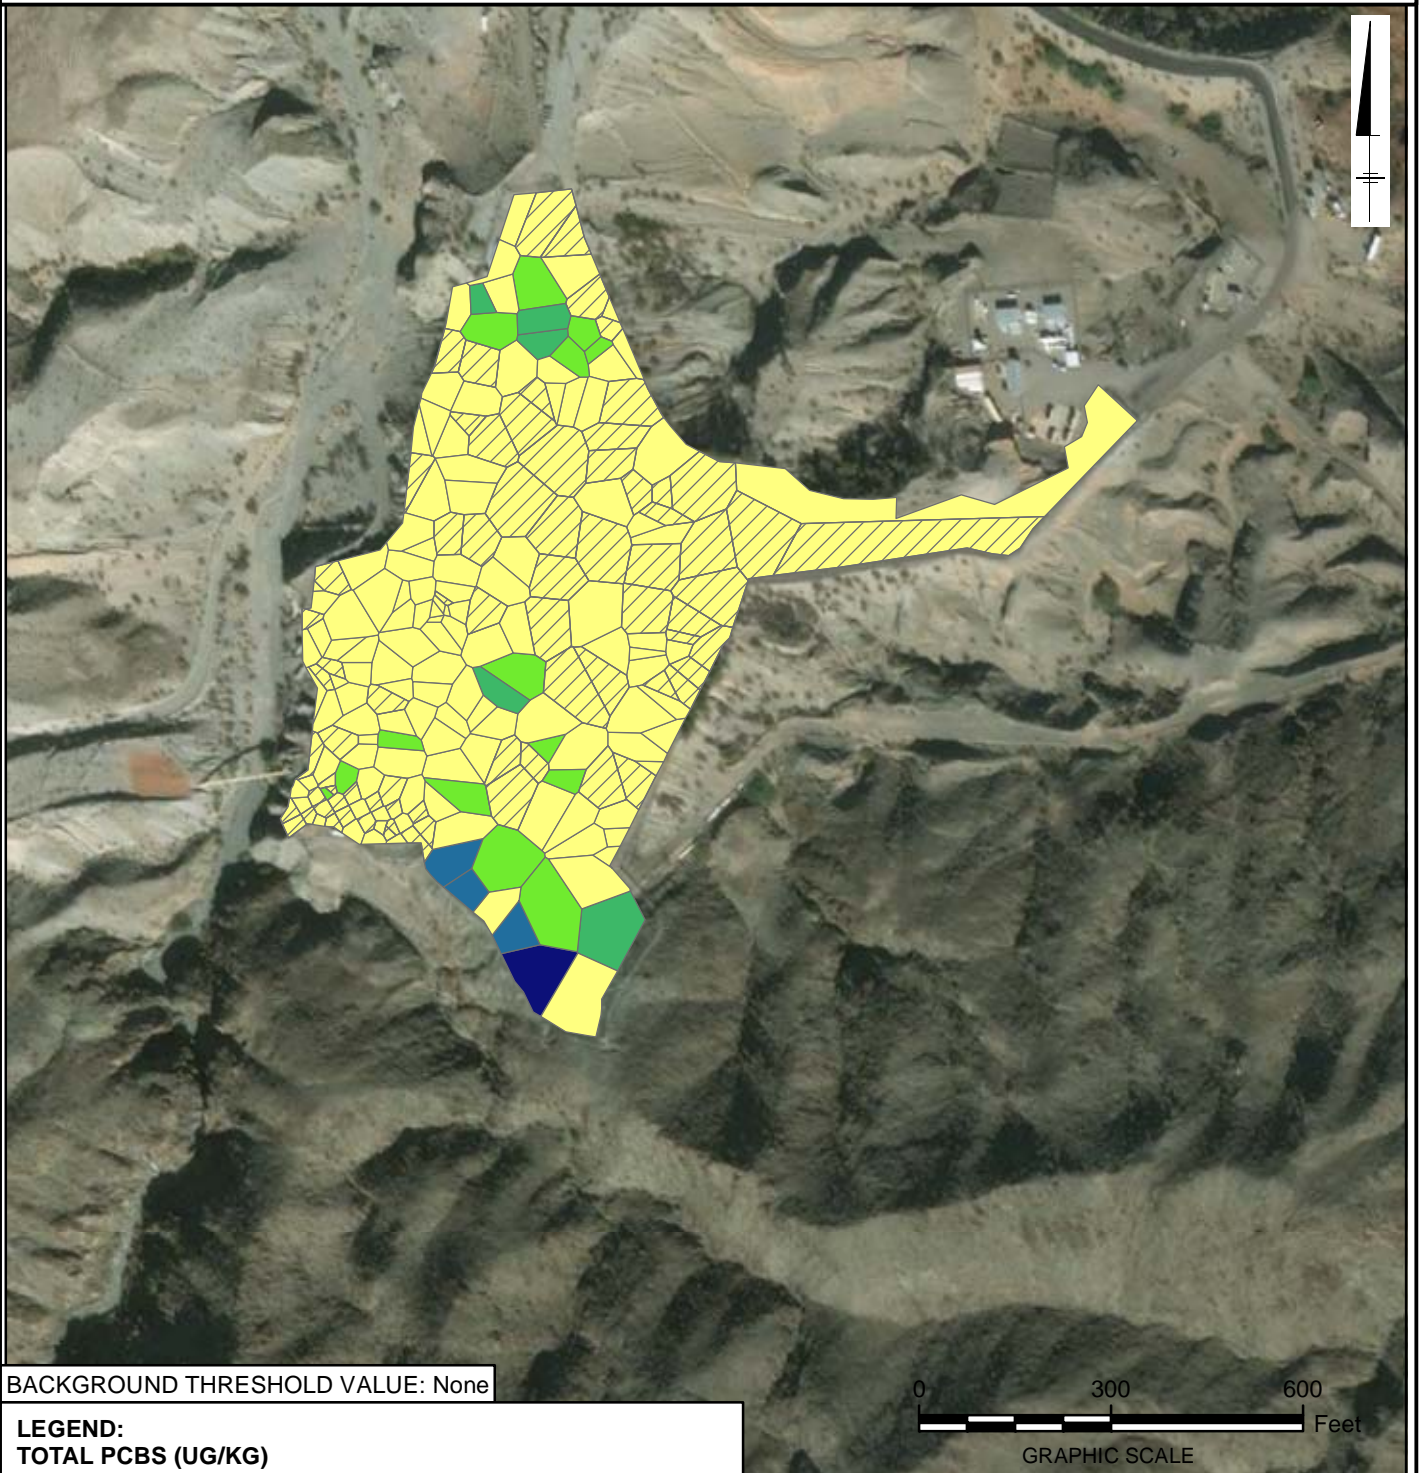 BACKGROUND THRESHOLD VALUE: None
LEGEND:
TOTAL PCBS (UG/KG)
0 300 600
Feet
GRAPHIC SCALE